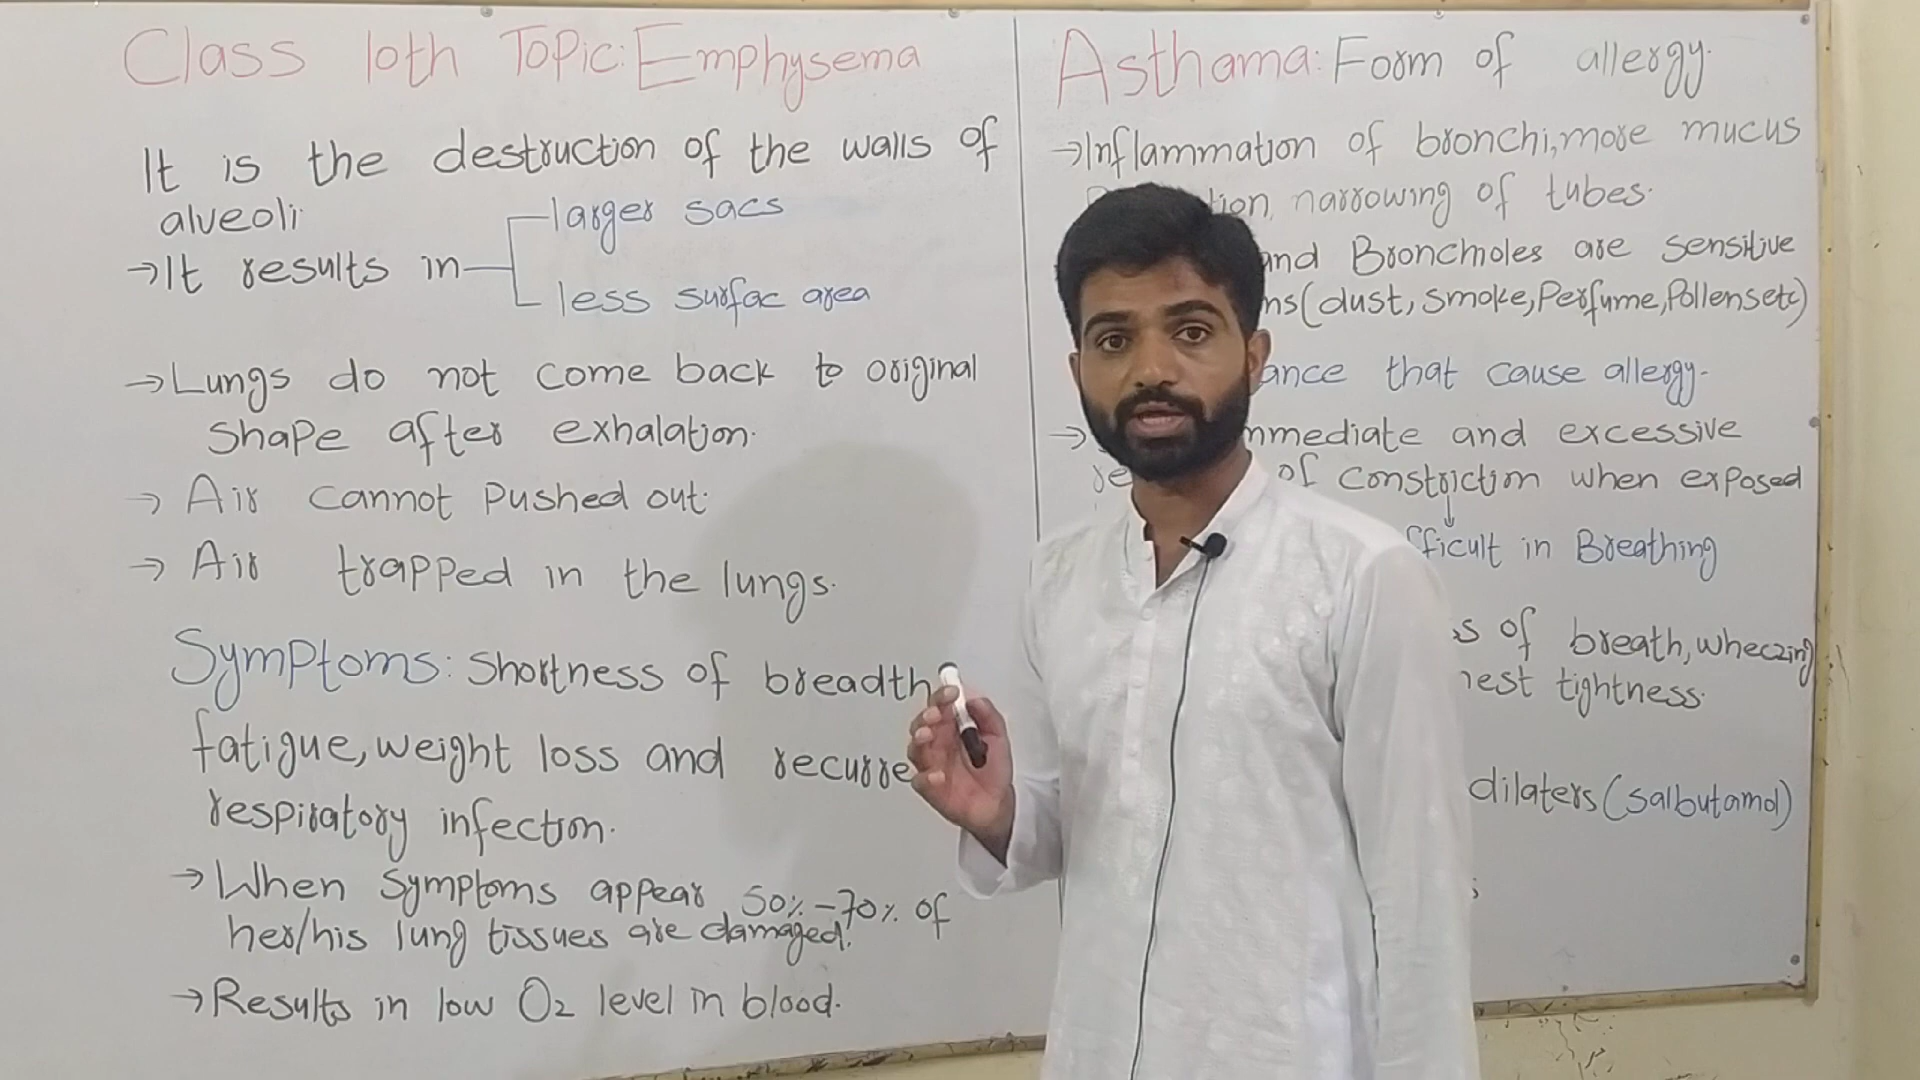 Class 10th Topic: Emphysema
It is the destruction of the walls of
alveoli
→It results in
larger sacs
less surfac area
→Lungs do not come back to original
shape after exhalation.
→ Air cannot pushed out.
→ Air trapped in the lungs.
Symptoms: Shortness of breadth
fatigue, weight loss and recurre
respiratory infection.
→When symptoms appear 50%-70% of
her/his lung tissues are damaged.
→Results in low O2 level in blood.
Asthama: Form of allergy.
→Inflammation of bronchi, more mucus
tion, narrowing of tubes.
and Bronchioles are sensitive
ns(dust, smoke, Perfume, Pollens etc)
ance that cause allergy.
→ mmediate and excessive
re of constriction when exposed
fficult in Breathing
s of breath, wheezing
hest tightness.
dilaters (salbutamol)